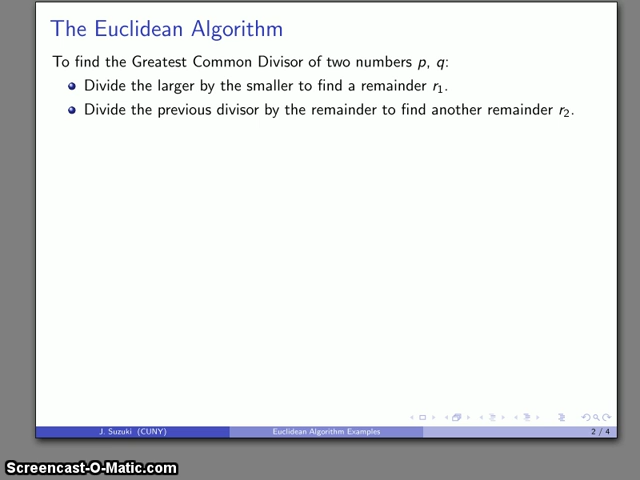 The Euclidean Algorithm
To find the Greatest Common Divisor of two numbers p, q:
Divide the larger by the smaller to find a remainder r₁.
Divide the previous divisor by the remainder to find another remainder r₂.
J. Suzuki (CUNY) Euclidean Algorithm Examples 2 / 4
Screencast-O-Matic.com